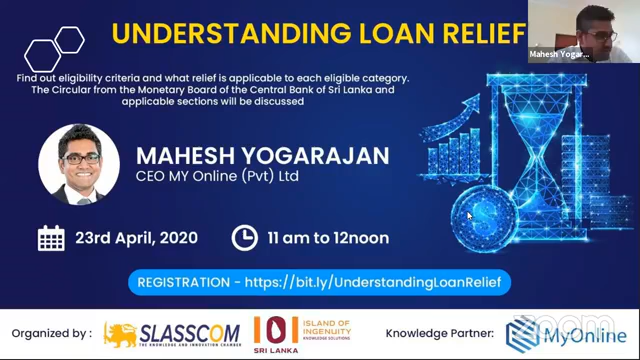 UNDERSTANDING LOAN RELIEF
Mahesh Yogar...
Find out eligibility criteria and what relief is applicable to each eligible category.
The Circular from the Monetary Board of the Central Bank of Sri Lanka and
applicable sections will be discussed
MAHESH YOGARAJAN
CEO MY Online (Pvt) Ltd
23rd April, 2020
11 am to 12noon
REGISTRATION - https://bit.ly/UnderstandingLoanRelief
Organized by :
SLASSCOM
THE KNOWLEDGE AND INNOVATION CHAMBER
SRI LANKA
ISLAND OF
INGENUITY
KNOWLEDGE SOLUTIONS
Knowledge Partner:
MyOnline
zoom